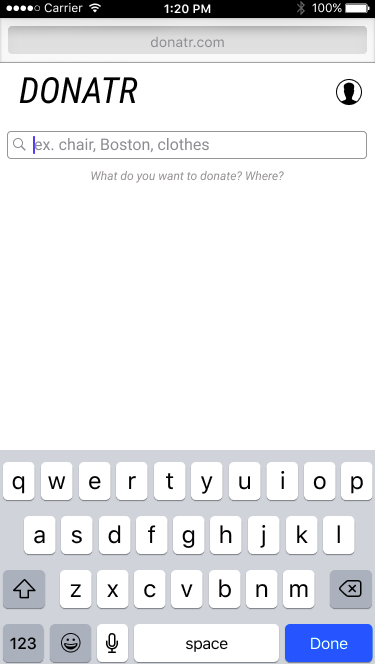 Carrier 1:20 PM 100%
donatr.com
DONATR
ex. chair, Boston, clothes
What do you want to donate? Where?
q w e r t y u i o p
a s d f g h j k l
z x c v b n m
123 space Done